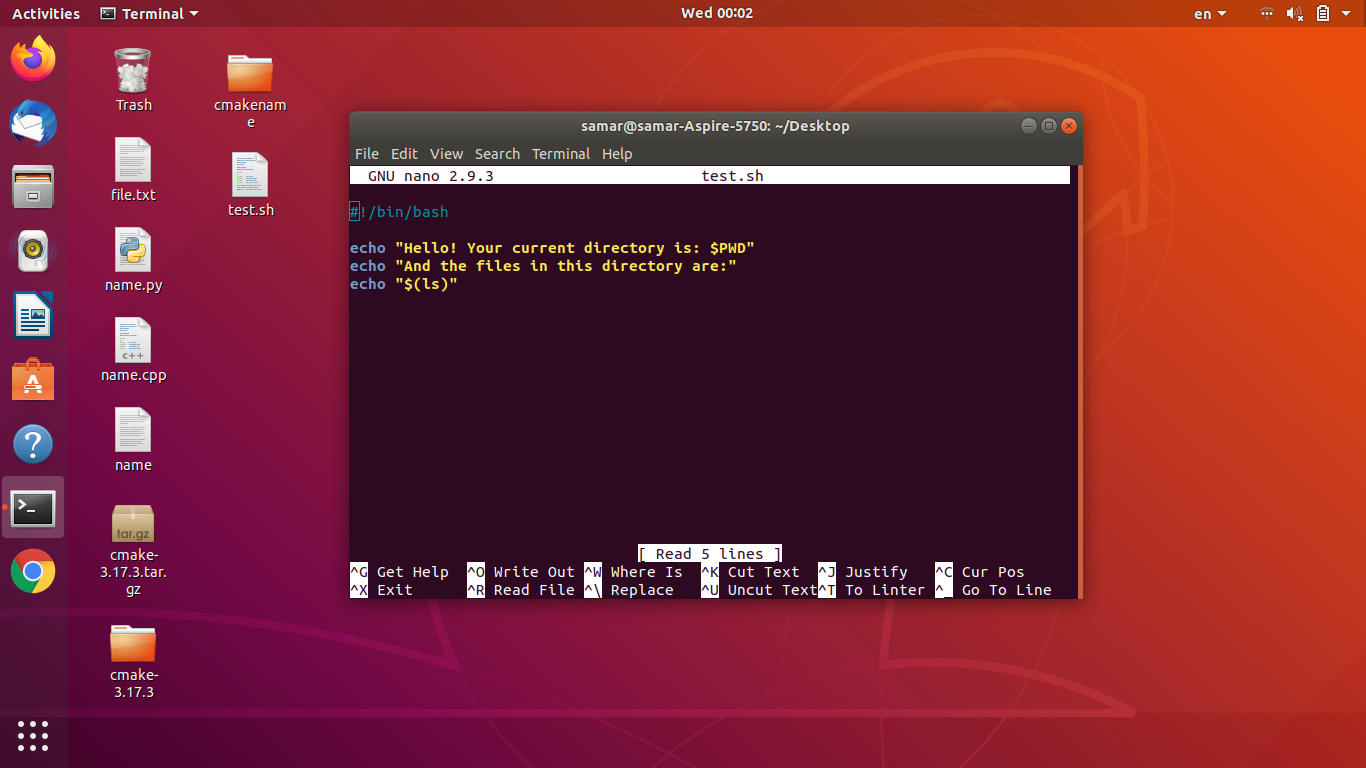 Activities
Terminal
Wed 00:02
en
Trash
cmakenam
e
file.txt
test.sh
name.py
name.cpp
c++
name
tar.gz
cmake-
3.17.3.tar.
gz
cmake-
3.17.3
samar@samar-Aspire-5750: ~/Desktop
File Edit View Search Terminal Help
GNU nano 2.9.3 test.sh
#!/bin/bash
echo "Hello! Your current directory is: $PWD"
echo "And the files in this directory are:"
echo "$(ls)"
[ Read 5 lines ]
^G Get Help ^O Write Out ^W Where Is ^K Cut Text ^J Justify ^C Cur Pos
^X Exit ^R Read File ^\ Replace ^U Uncut Text^T To Linter ^_ Go To Line